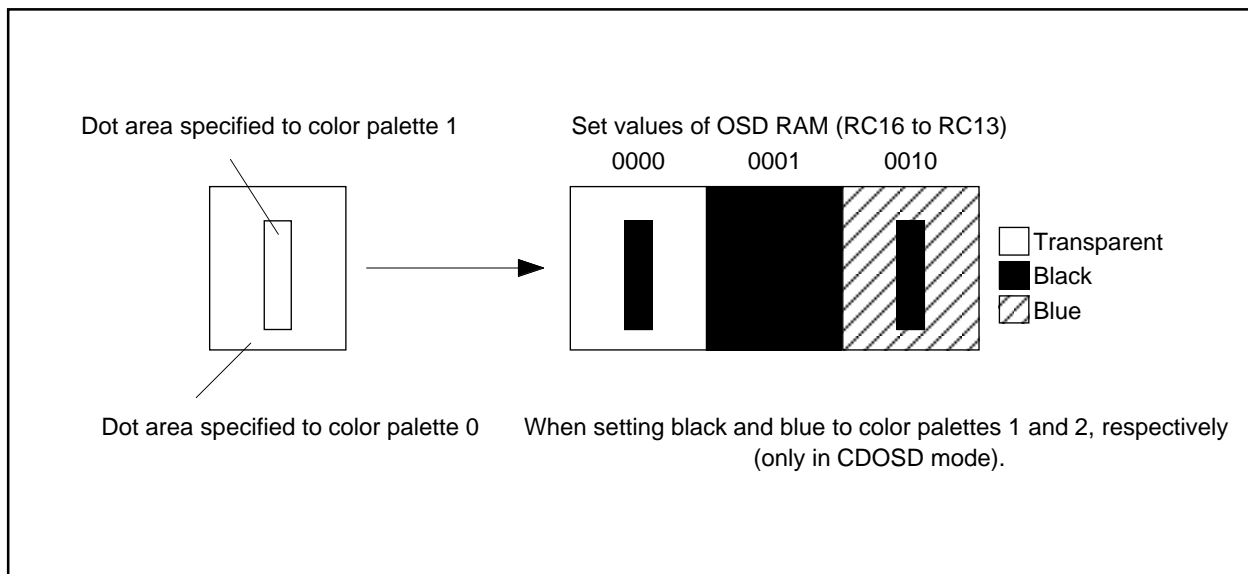 Dot area specified to color palette 1
Set values of OSD RAM (RC16 to RC13)
0000 0001 0010
Transparent
Black
Blue
Dot area specified to color palette 0
When setting black and blue to color palettes 1 and 2, respectively
(only in CDOSD mode).